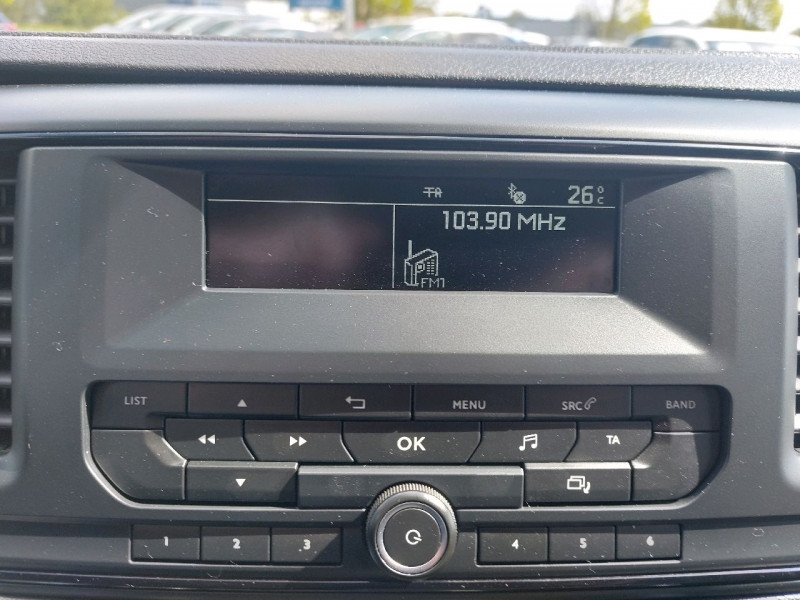 TA 26°C
103.90 MHz
FM1
LIST MENU SRC BAND
OK TA
1 2 3 4 5 6